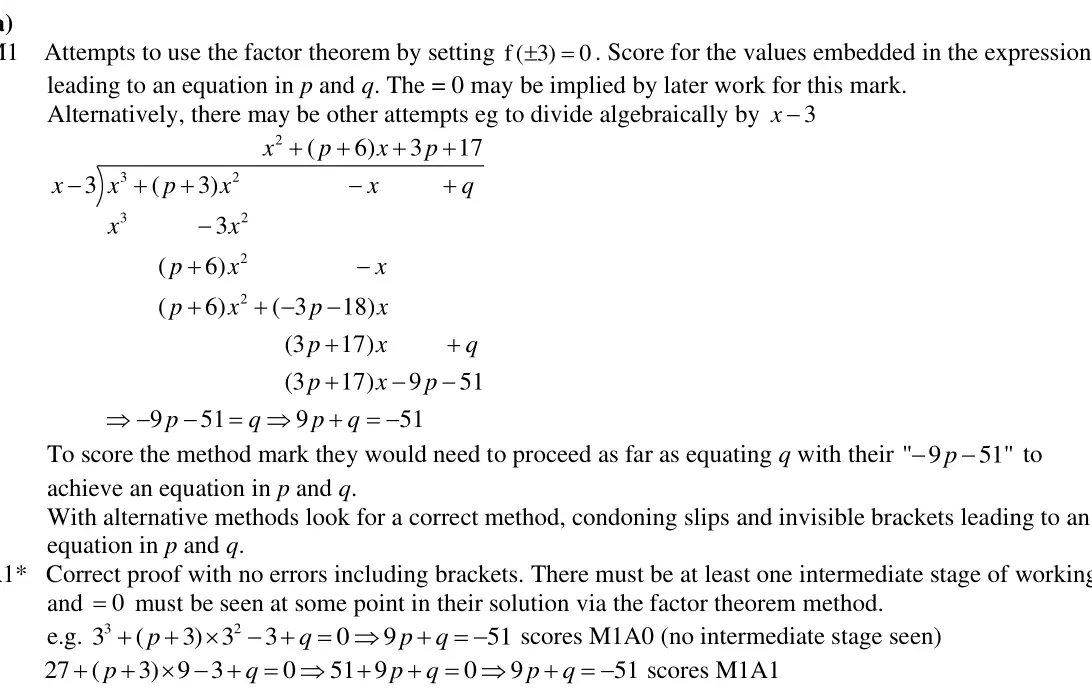 a)
M1 Attempts to use the factor theorem by setting f(±3) = 0. Score for the values embedded in the expression
leading to an equation in p and q. The = 0 may be implied by later work for this mark.
Alternatively, there may be other attempts eg to divide algebraically by x − 3
x² + (p + 6)x + 3p + 17
x − 3) x³ + (p + 3)x² − x + q
x³ − 3x²
(p + 6)x² − x
(p + 6)x² + (−3p − 18)x
(3p + 17)x + q
(3p + 17)x − 9p − 51
⇒ −9p − 51 = q ⇒ 9p + q = −51
To score the method mark they would need to proceed as far as equating q with their "−9p − 51" to
achieve an equation in p and q.
With alternative methods look for a correct method, condoning slips and invisible brackets leading to an
equation in p and q.
A1* Correct proof with no errors including brackets. There must be at least one intermediate stage of working
and = 0 must be seen at some point in their solution via the factor theorem method.
e.g. 3³ + (p + 3) × 3² − 3 + q = 0 ⇒ 9p + q = −51 scores M1A0 (no intermediate stage seen)
27 + (p + 3) × 9 − 3 + q = 0 ⇒ 51 + 9p + q = 0 ⇒ 9p + q = −51 scores M1A1